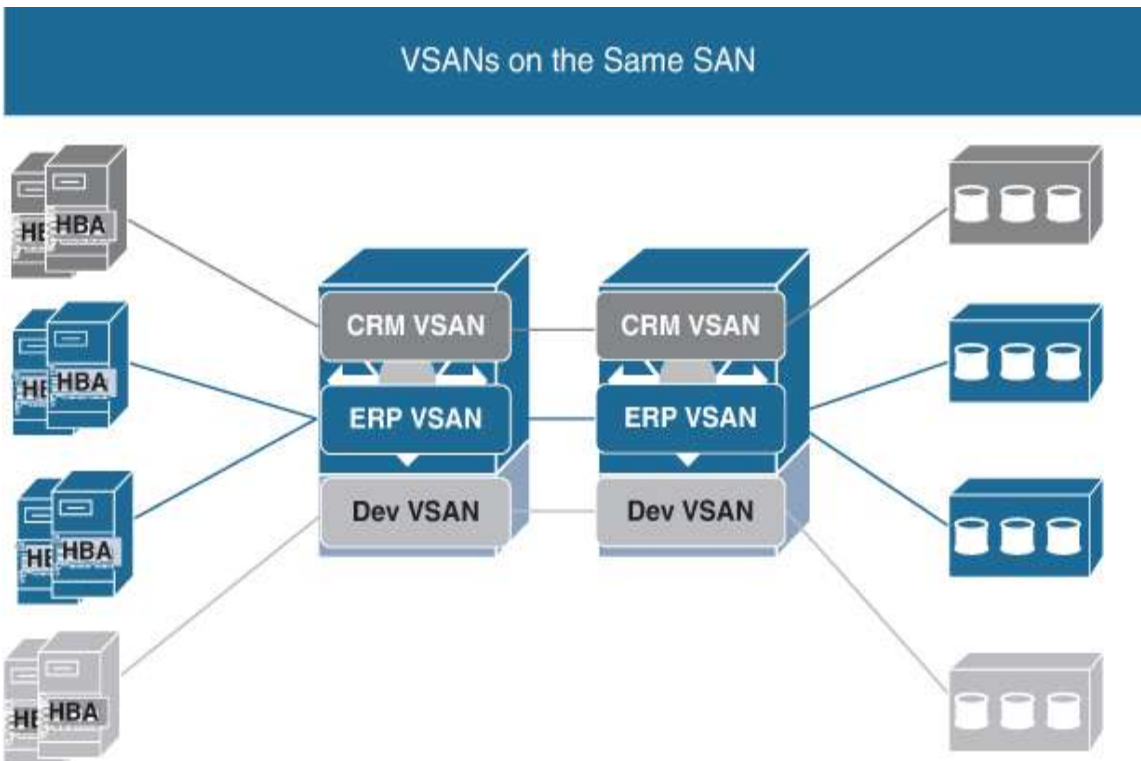 VSANs on the Same SAN
HBA
CRM VSAN
CRM VSAN
HBA
ERP VSAN
ERP VSAN
HBA
Dev VSAN
Dev VSAN
HBA